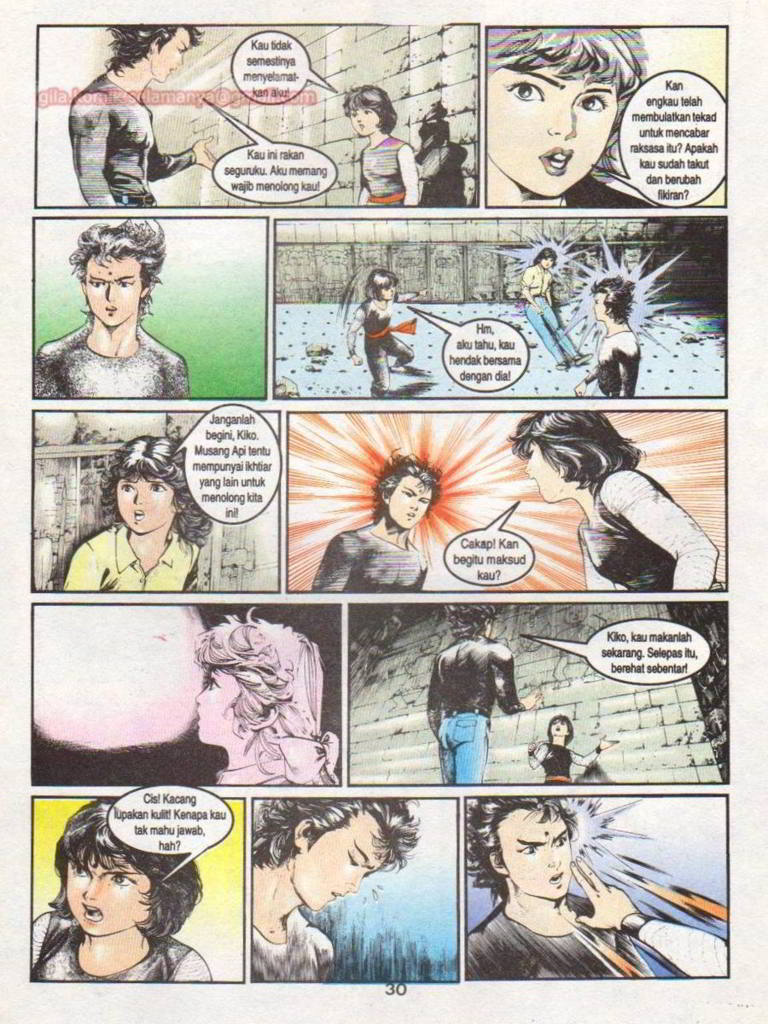 Kau tidak
semestinya
menyelamat-
kan aku!
Kau ini rakan
seguruku. Aku memang
wajib menolong kau!
Kan
engkau telah
membulatkan tekad
untuk mencabar
raksasa itu? Apakah
kau sudah takut
dan berubah
fikiran?
Hm,
aku tahu, kau
hendak bersama
dengan dia!
Janganlah
begini, Kiko.
Musang Api tentu
mempunyai ikhtiar
yang lain untuk
menolong kita
ini!
Cakap! Kan
begitu maksud
kau?
Kiko, kau makanlah
sekarang. Selepas itu,
berehat sebentar!
Cis! Kacang
lupakan kulit! Kenapa kau
tak mahu jawab,
hah?
30